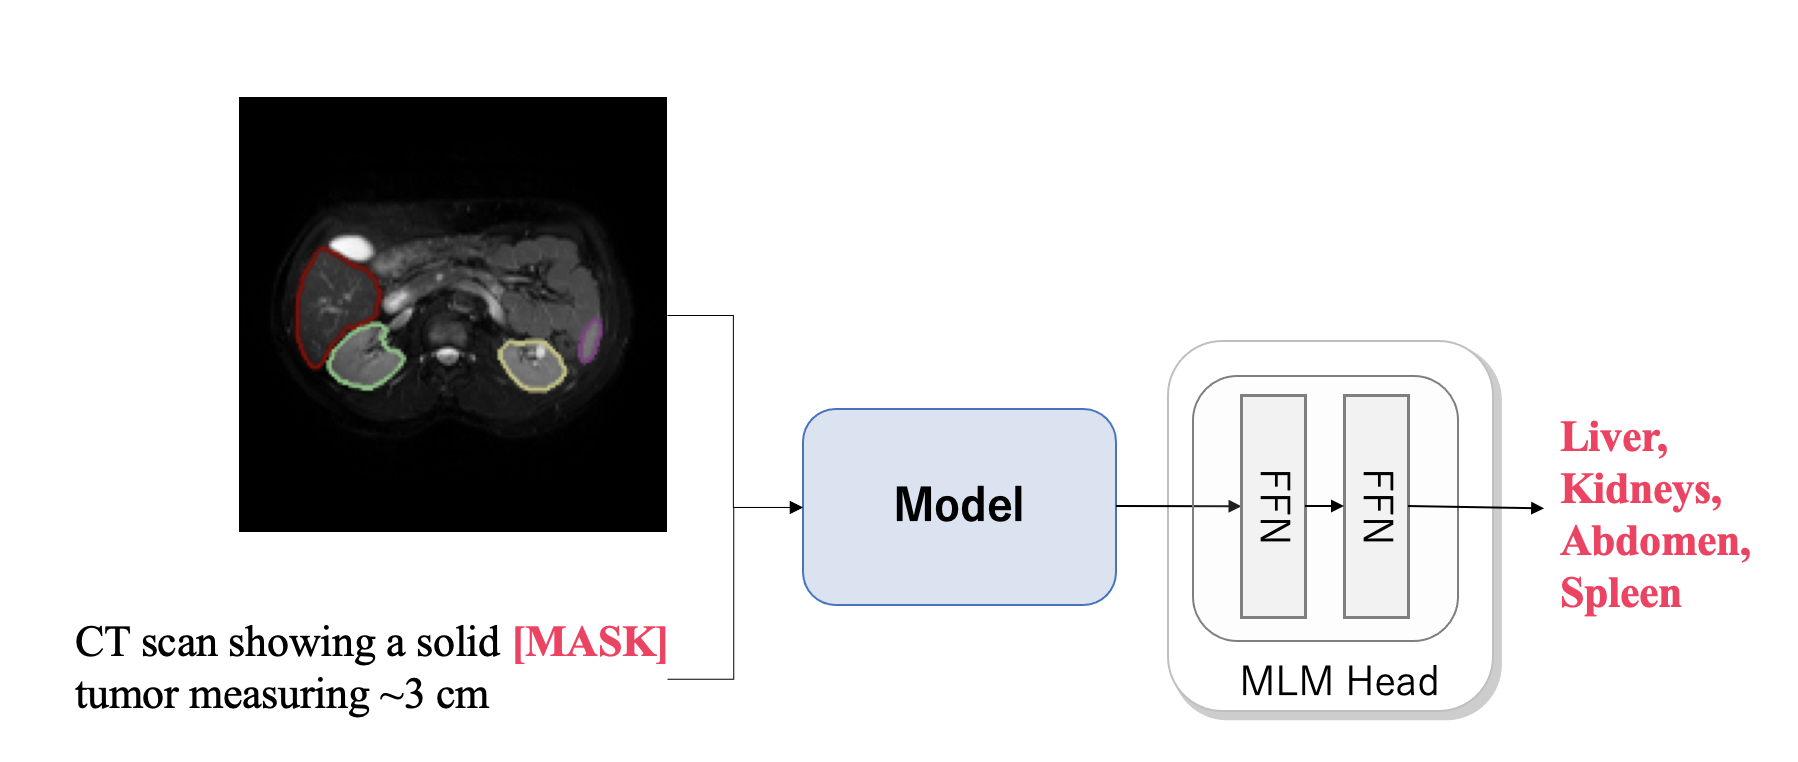 CT scan showing a solid [MASK]
tumor measuring ~3 cm
Model
FFN
FFN
MLM Head
Liver,
Kidneys,
Abdomen,
Spleen